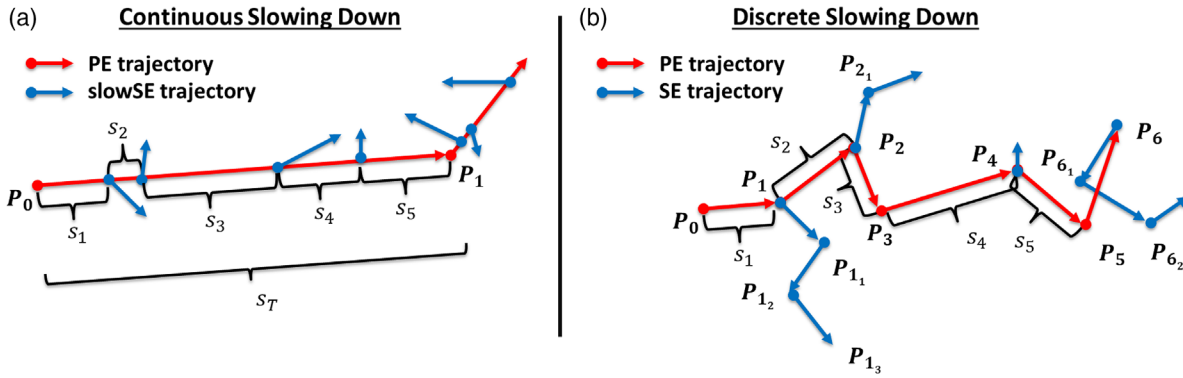 (a) Continuous Slowing Down
PE trajectory
slowSE trajectory
s₂
P₀
P₁
s₁
s₃
s₄
s₅
s_T
(b) Discrete Slowing Down
PE trajectory
SE trajectory
P₂₁
s₂
P₂
P₆
P₄
P₆₁
P₁
P₀
s₃
P₃
s₁
s₄
s₅
P₅
P₆₂
P₁₁
P₁₂
P₁₃